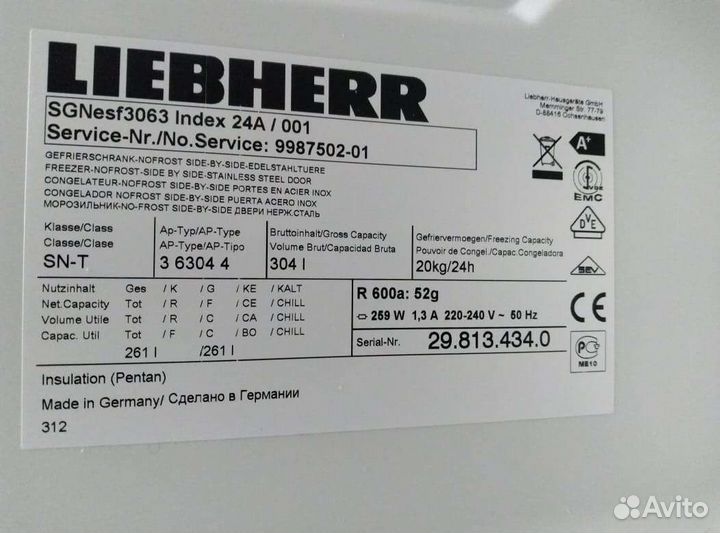 LIEBHERR
Liebherr-Hausgeräte GmbH
Memminger Str. 77-79
D-88416 Ochsenhausen
SGNesf3063 Index 24A / 001
Service-Nr./No.Service: 9987502-01
A+
GEFRIERSCHRANK-NOFROST SIDE-BY-SIDE-EDELSTAHLTUERE
FREEZER-NOFROST SIDE-BY SIDE-STAINLESS STEEL DOOR
CONGELATEUR-NOFROST SIDE-BY-SIDE PORTES EN ACIER INOX
CONGELADOR NOFROST SIDE-BY-SIDE PUERTA ACERO INOX
МОРОЗИЛЬНИК-NO-FROST SIDE-BY-SIDE ДВЕРИ НЕРЖ.СТАЛЬ
EMC
Klasse/Class
Classe/Clase
SN-T
Ap-Typ/AP-Type
AP-Type/AP-Tipo
3 6304 4
Bruttoinhalt/Gross Capacity
Volume Brut/Capacidad Bruta
304 l
Gefriervermoegen/Freezing Capacity
Pouvoir de Congel./Capac.Congeladora
20kg/24h
Nutzinhalt Ges / K / G / KE / KALT
Net.Capacity Tot / R / F / CE / CHILL
Volume Utile Tot / R / C / CA / CHILL
Capac. Util Tot / F / C / BO / CHILL
261 l /261 l
R 600a: 52g
259 W 1,3 A 220-240 V ~ 50 Hz
Serial-Nr. 29.813.434.0
DVE
SEV
CE
РС
ME10
Insulation (Pentan)
Made in Germany/ Сделано в Германии
312
Avito